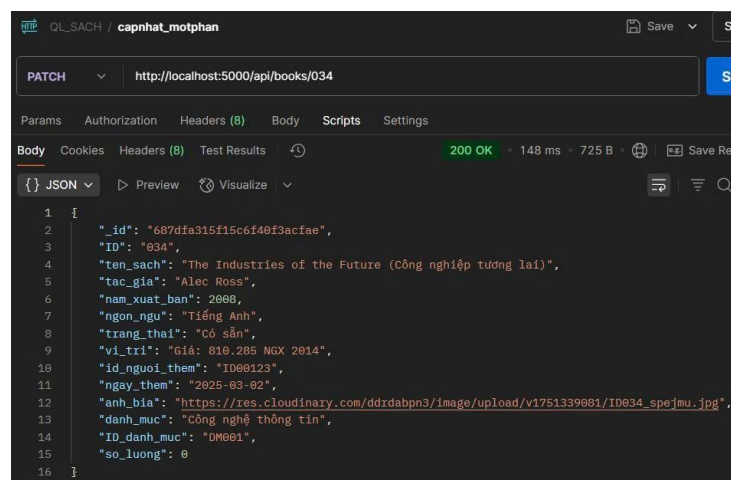 HTTP QL_SACH / capnhat_motphan Save S
PATCH http://localhost:5000/api/books/034 S
Params Authorization Headers (8) Body Scripts Settings
Body Cookies Headers (8) Test Results 200 OK 148 ms 725 B e.g. Save Re
{} JSON Preview Visualize
1 {
2 "_id": "687dfa315f15c6f40f3acfae",
3 "ID": "034",
4 "ten_sach": "The Industries of the Future (Công nghiệp tương lai)",
5 "tac_gia": "Alec Ross",
6 "nam_xuat_ban": 2008,
7 "ngon_ngu": "Tiếng Anh",
8 "trang_thai": "Có sẵn",
9 "vi_tri": "Giá: 810.285 NGX 2014",
10 "id_nguoi_them": "ID00123",
11 "ngay_them": "2025-03-02",
12 "anh_bia": "https://res.cloudinary.com/ddrdabpn3/image/upload/v1751339081/ID034_spejmu.jpg",
13 "danh_muc": "Công nghệ thông tin",
14 "ID_danh_muc": "DM001",
15 "so_luong": 0
16 }